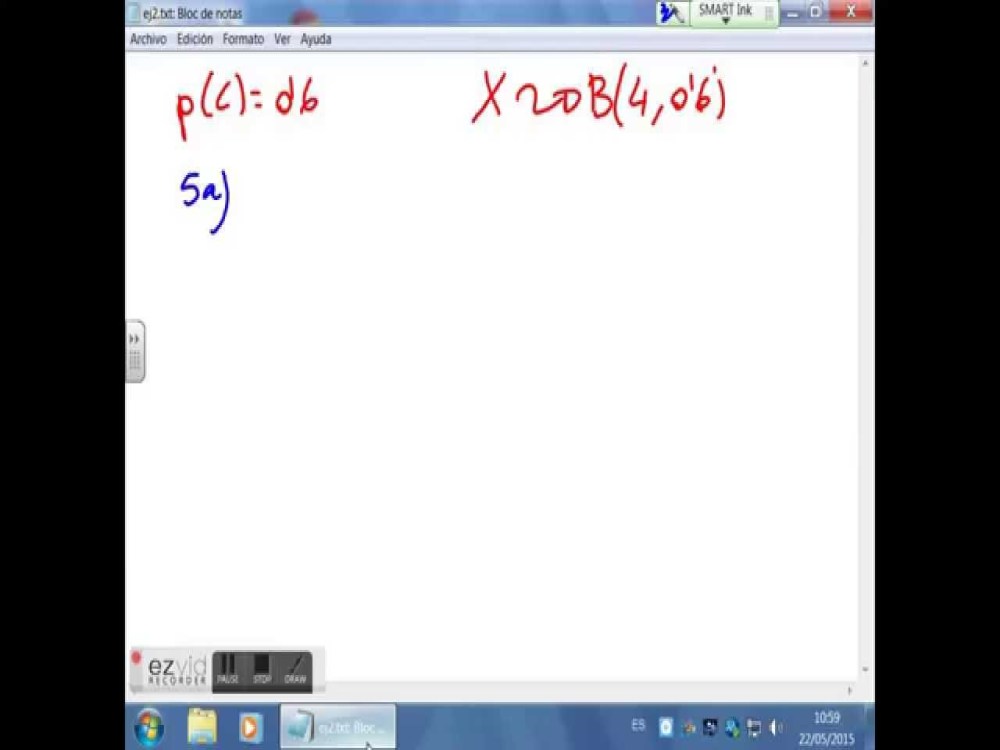 ej2.txt: Bloc de notas
SMART Ink
Archivo Edición Formato Ver Ayuda
p(C)=0'6 X → B(4,0'6)
5a)
ezvid
RECORDER
PAUSE STOP DRAW
ej2.txt: Bloc...
ES
10:59
22/05/2015